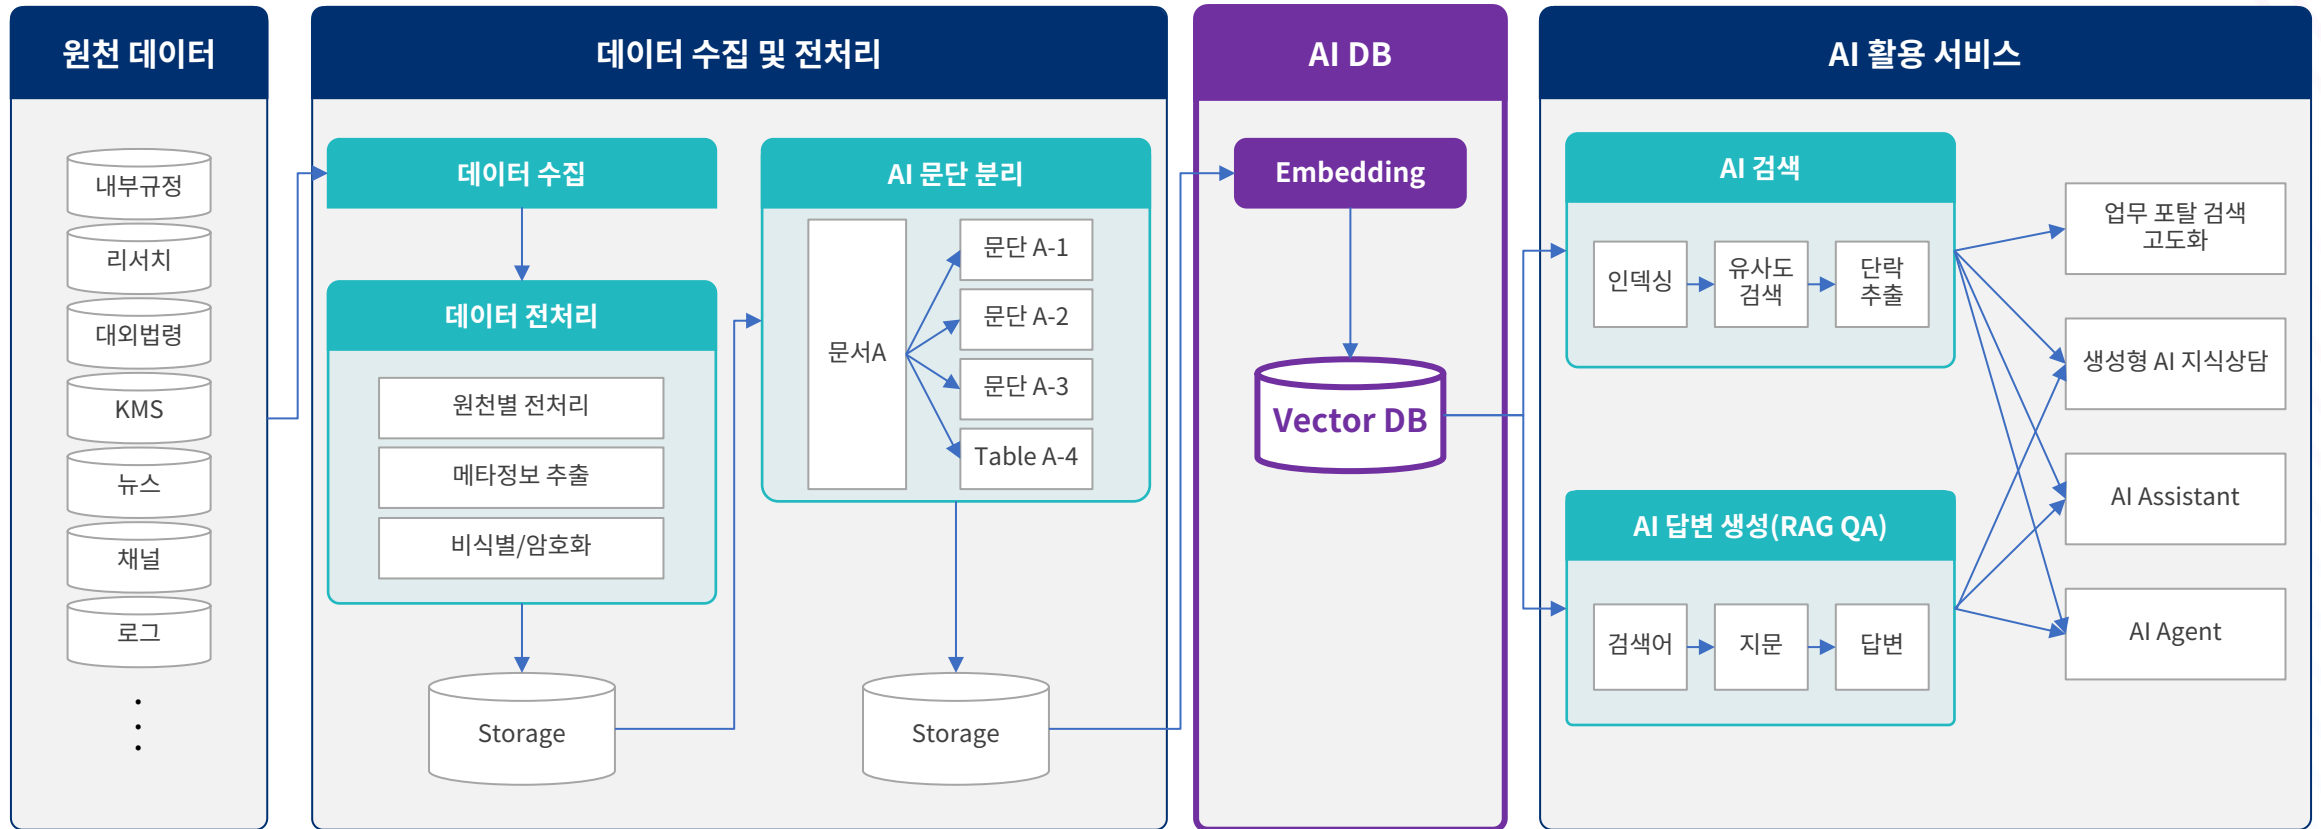 원천 데이터
내부규정
리서치
대외법령
KMS
뉴스
채널
로그
데이터 수집 및 전처리
데이터 수집
데이터 전처리
원천별 전처리
메타정보 추출
비식별/암호화
Storage
AI 문단 분리
문서A
문단 A-1
문단 A-2
문단 A-3
Table A-4
Storage
AI DB
Embedding
Vector DB
AI 활용 서비스
AI 검색
인덱싱
유사도
검색
단락
추출
AI 답변 생성(RAG QA)
검색어
지문
답변
업무 포탈 검색
고도화
생성형 AI 지식상담
AI Assistant
AI Agent